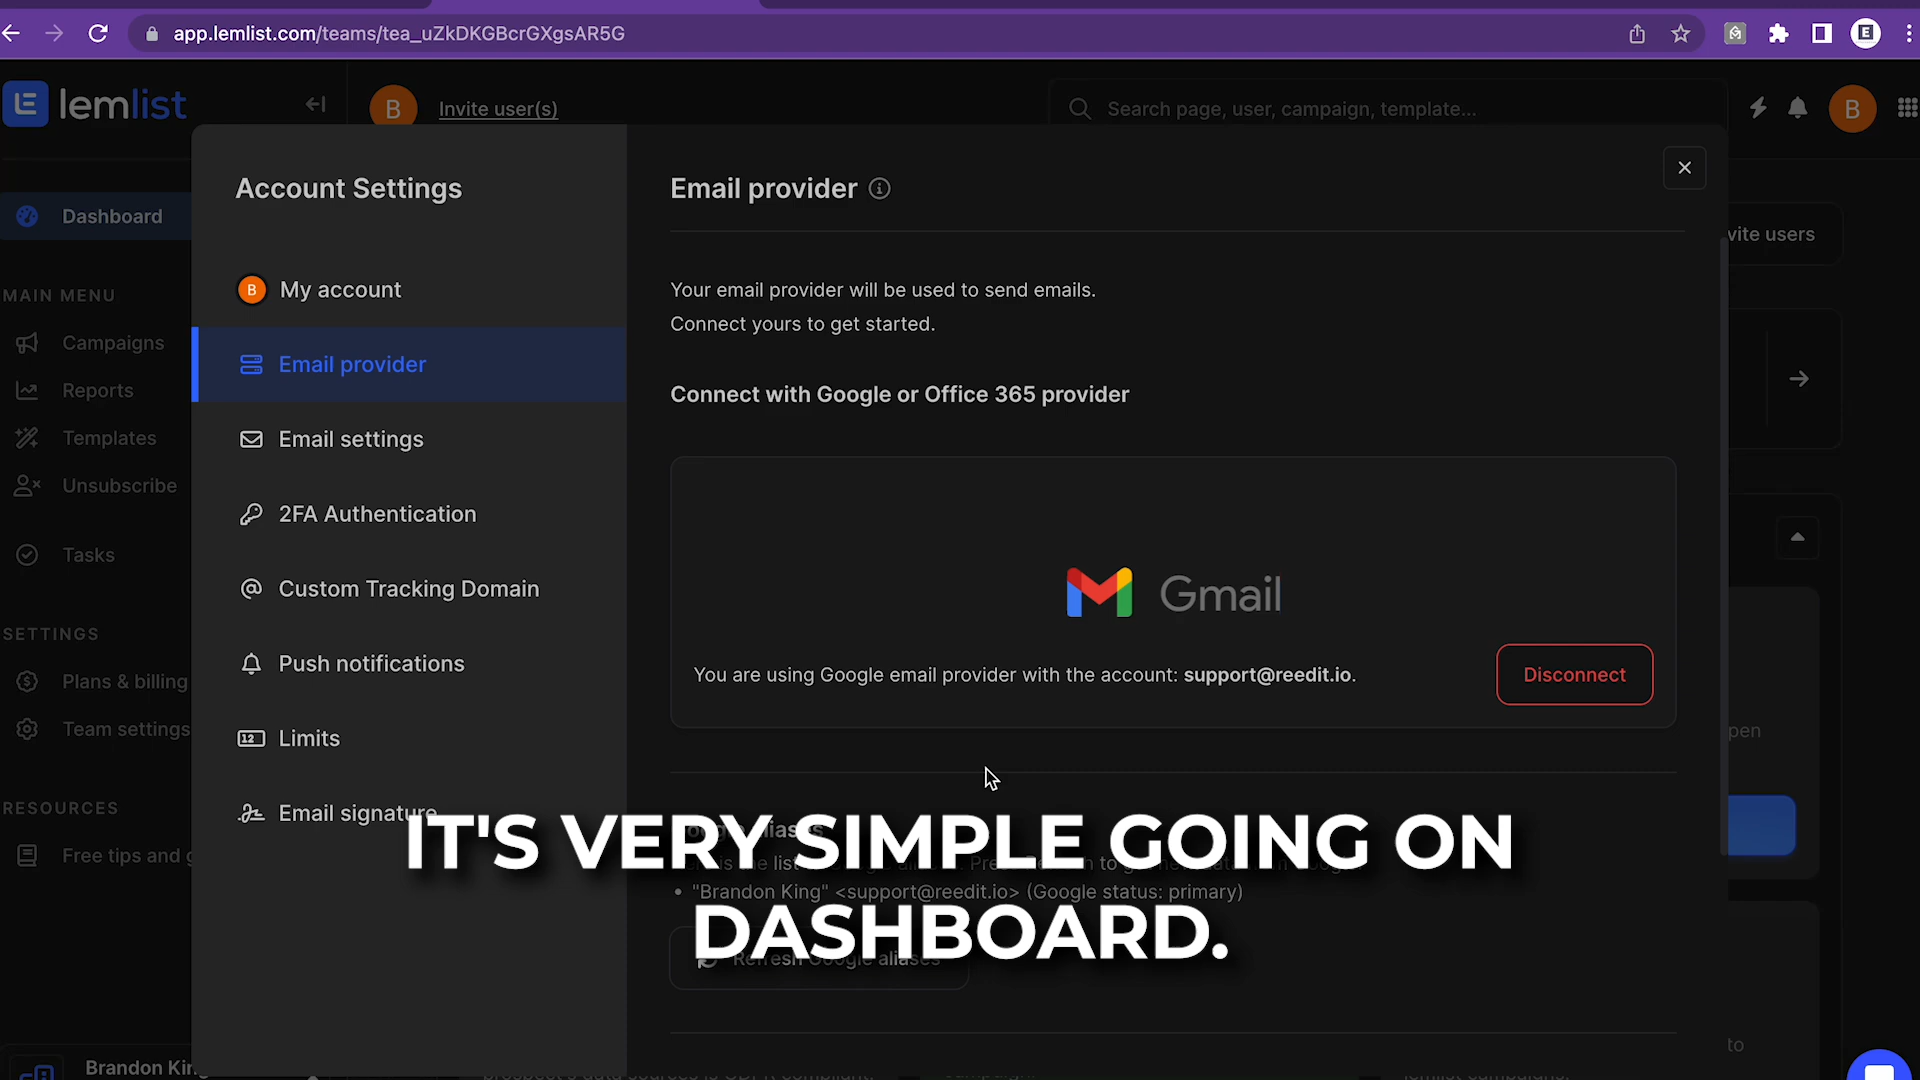 app.lemlist.com/teams/tea_uZkDKGBcrGXgsAR5G
E
lemlist
B
Invite user(s)
Search page, user, campaign, template...
B
Dashboard
MAIN MENU
Campaigns
Reports
Templates
Unsubscribe
Tasks
SETTINGS
Plans & billing
Team settings
RESOURCES
Free tips and g
Brandon Kin
Account Settings
B My account
Email provider
Email settings
2FA Authentication
Custom Tracking Domain
Push notifications
Limits
Email signature
Email provider
Your email provider will be used to send emails.
Connect yours to get started.
Connect with Google or Office 365 provider
Gmail
You are using Google email provider with the account: support@reedit.io.
Disconnect
IT'S VERY SIMPLE GOING ON
DASHBOARD.
• "Brandon King" <support@reedit.io> (Google status: primary)
Refresh Google aliases
vite users
pen
to